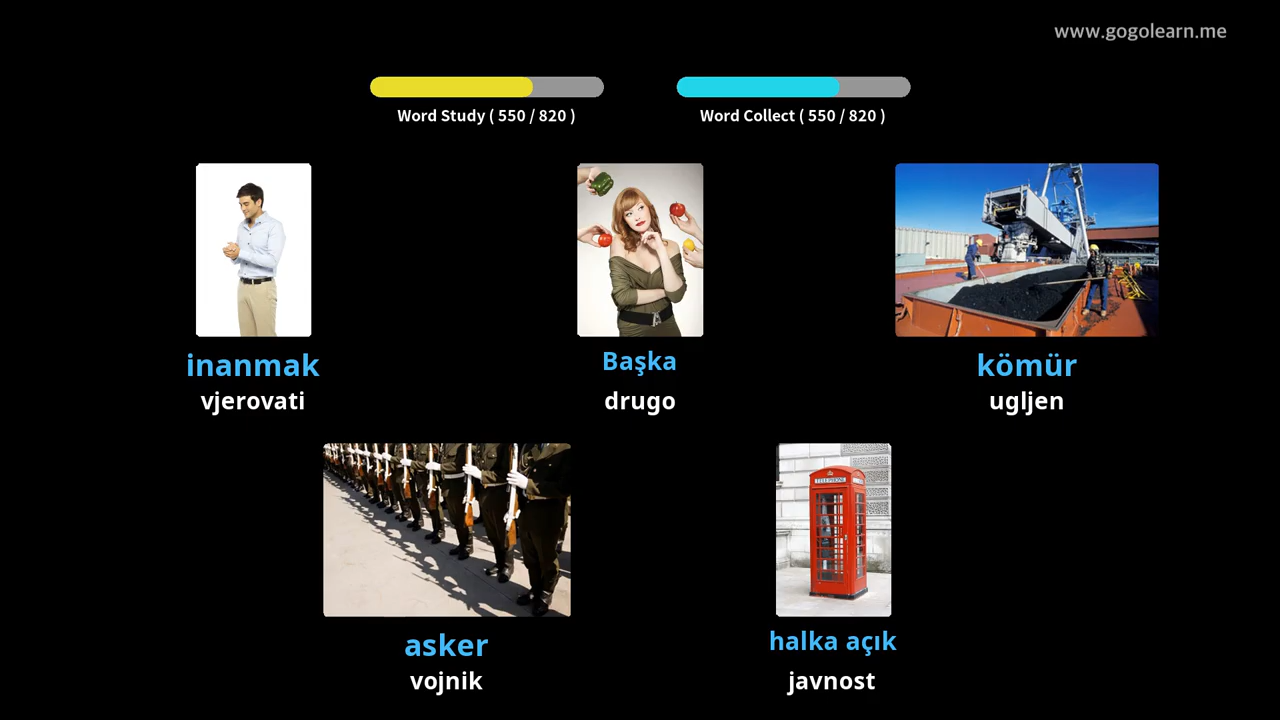 www.gogolearn.me
Word Study ( 550 / 820 )
Word Collect ( 550 / 820 )
inanmak
vjerovati
Başka
drugo
kömür
ugljen
asker
vojnik
TELEPHONE
halka açık
javnost